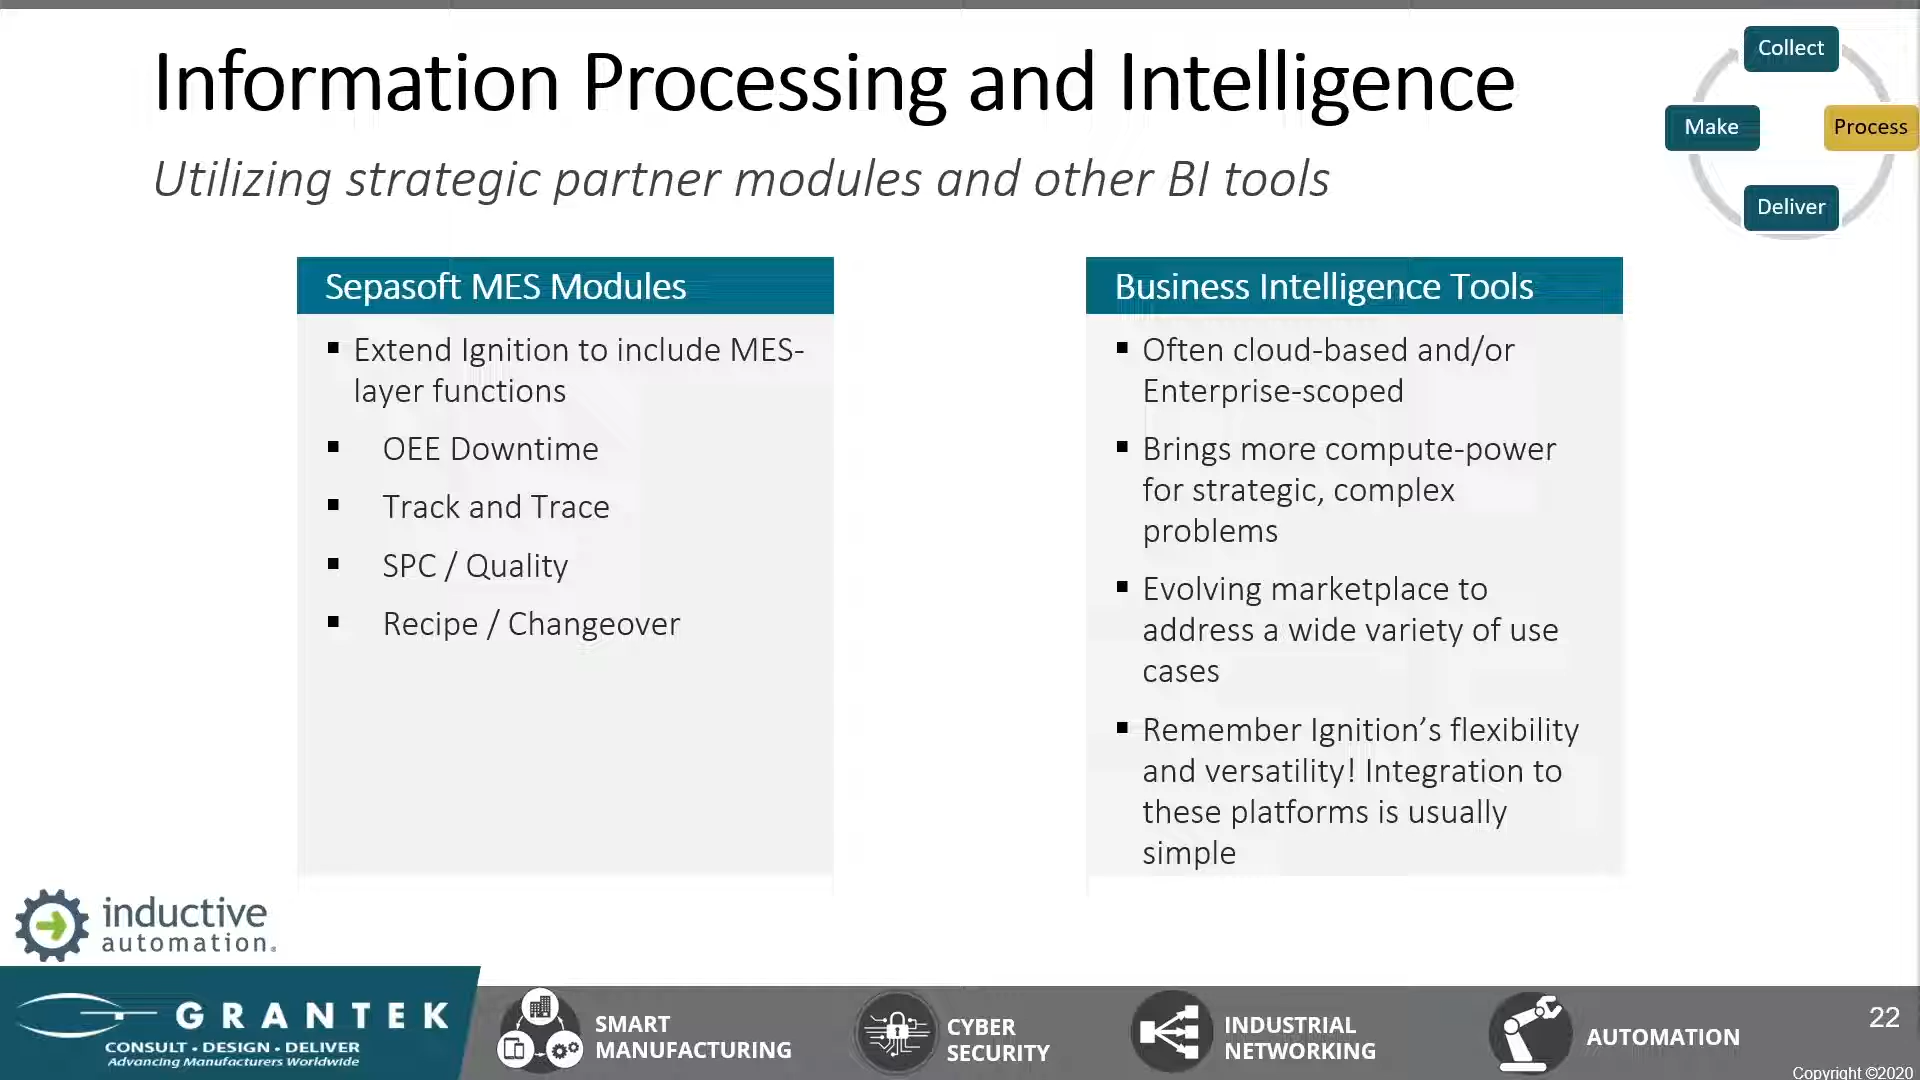 Information Processing and Intelligence
Utilizing strategic partner modules and other BI tools
Collect
Make
Process
Deliver
Sepasoft MES Modules
▪ Extend Ignition to include MES-
layer functions
▪ OEE Downtime
▪ Track and Trace
▪ SPC / Quality
▪ Recipe / Changeover
Business Intelligence Tools
▪ Often cloud-based and/or
Enterprise-scoped
▪ Brings more compute-power
for strategic, complex
problems
▪ Evolving marketplace to
address a wide variety of use
cases
▪ Remember Ignition’s flexibility
and versatility! Integration to
these platforms is usually
simple
inductive
automation®
GRANTEK
CONSULT • DESIGN • DELIVER
Advancing Manufacturers Worldwide
SMART
MANUFACTURING
CYBER
SECURITY
INDUSTRIAL
NETWORKING
AUTOMATION
22
Copyright ©2020